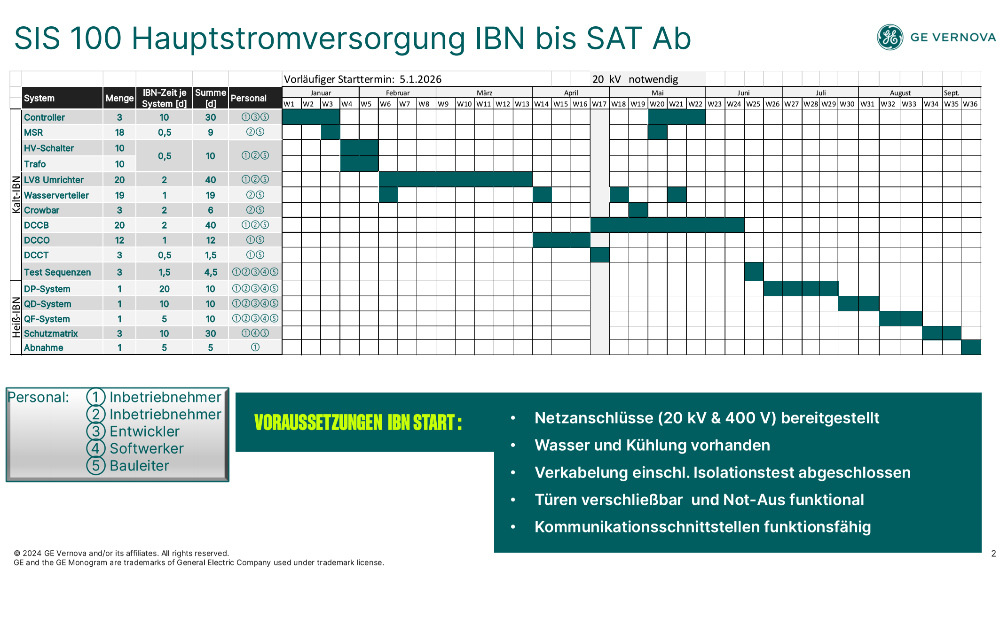 SIS 100 Hauptstromversorgung IBN bis SAT Ab
GE VERNOVA
Vorläufiger Starttermin: 5.1.2026 20 kV notwendig
System Menge IBN-Zeit je System [d] Summe [d] Personal
Januar Februar März April Mai Juni Juli August Sept.
W1 W2 W3 W4 W5 W6 W7 W8 W9 W10 W11 W12 W13 W14 W15 W16 W17 W18 W19 W20 W21 W22 W23 W24 W25 W26 W27 W28 W29 W30 W31 W32 W33 W34 W35 W36
Kalt-IBN
Controller 3 10 30 ①③⑤
MSR 18 0,5 9 ②⑤
HV-Schalter 10 0,5 10 ①②⑤
Trafo 10
LV8 Umrichter 20 2 40 ①②⑤
Wasserverteiler 19 1 19 ②⑤
Crowbar 3 2 6 ②⑤
DCCB 20 2 40 ①②⑤
DCCO 12 1 12 ①⑤
DCCT 3 0,5 1,5 ①⑤
Test Sequenzen 3 1,5 4,5 ①②③④⑤
Heiß-IBN
DP-System 1 20 10 ①②③④⑤
QD-System 1 10 10 ①②③④⑤
QF-System 1 5 10 ①②③④⑤
Schutzmatrix 3 10 30 ①④⑤
Abnahme 1 5 5 ①
Personal: ① Inbetriebnehmer
② Inbetriebnehmer
③ Entwickler
④ Softwerker
⑤ Bauleiter
VORAUSSETZUNGEN IBN START:
• Netzanschlüsse (20 kV & 400 V) bereitgestellt
• Wasser und Kühlung vorhanden
• Verkabelung einschl. Isolationstest abgeschlossen
• Türen verschließbar und Not-Aus funktional
• Kommunikationsschnittstellen funktionsfähig
© 2024 GE Vernova and/or its affiliates. All rights reserved.
GE and the GE Monogram are trademarks of General Electric Company used under trademark license.
2